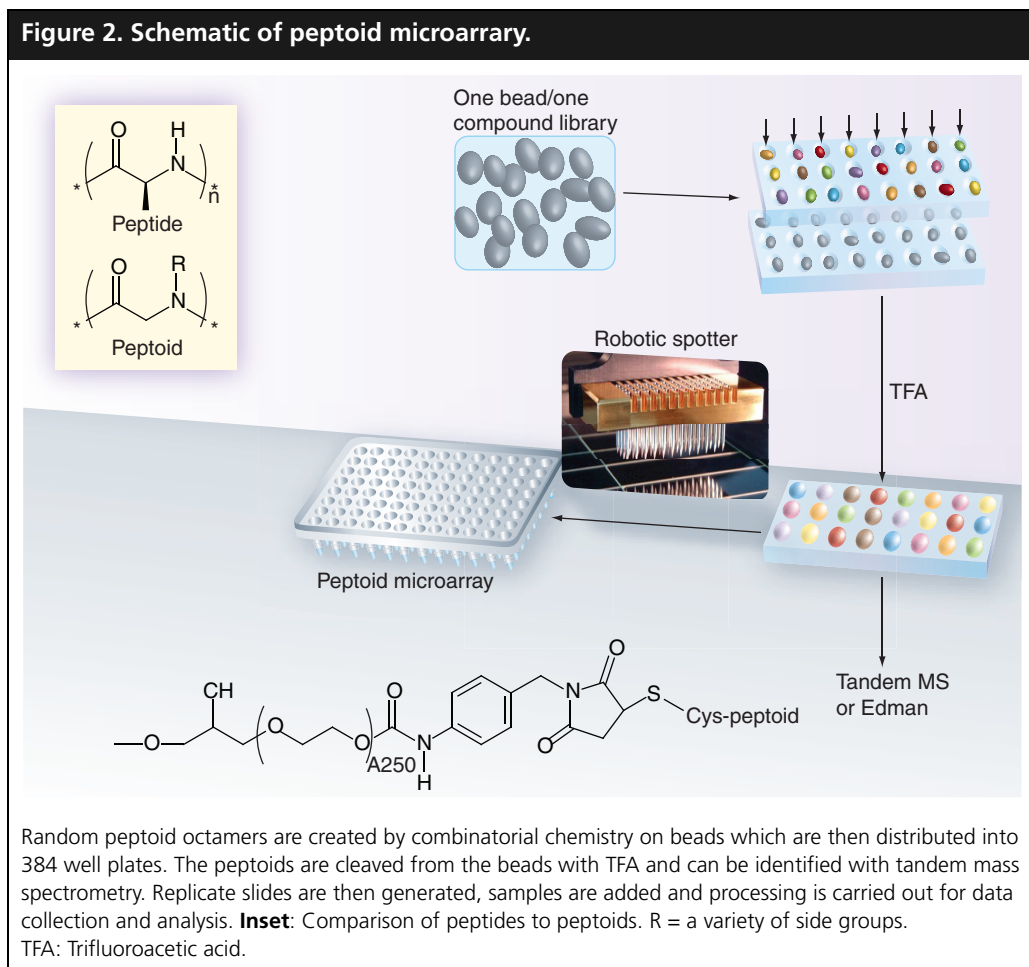 Figure 2. Schematic of peptoid microarrary.
One bead/one
compound library
O
H
N
*
*
n
Peptide
O
R
N
*
*
Peptoid
Robotic spotter
TFA
Peptoid microarray
Tandem MS
or Edman
CH
O
O
O
O
A250
N
H
N
O
O
S
Cys-peptoid
Random peptoid octamers are created by combinatorial chemistry on beads which are then distributed into
384 well plates. The peptoids are cleaved from the beads with TFA and can be identified with tandem mass
spectrometry. Replicate slides are then generated, samples are added and processing is carried out for data
collection and analysis. Inset: Comparison of peptides to peptoids. R = a variety of side groups.
TFA: Trifluoroacetic acid.